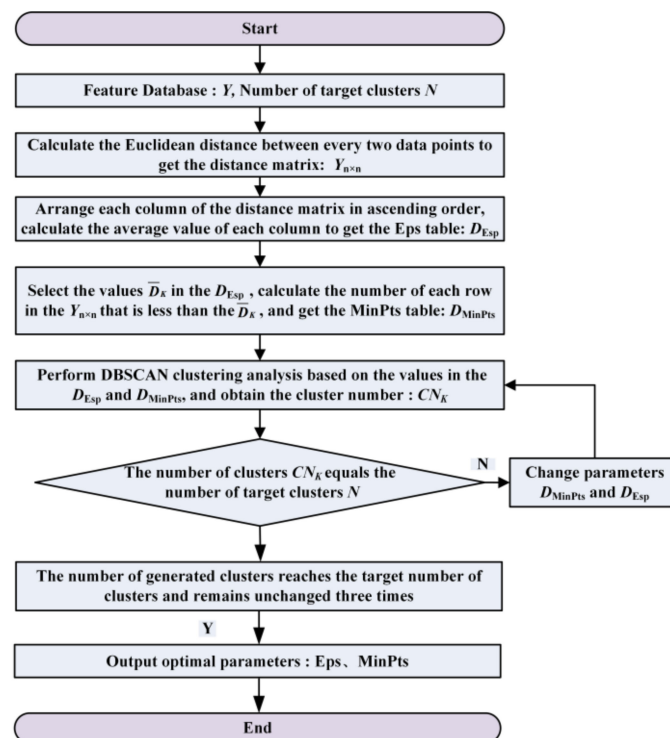 Start
Feature Database : Y, Number of target clusters N
Calculate the Euclidean distance between every two data points to
get the distance matrix: Yn×n
Arrange each column of the distance matrix in ascending order,
calculate the average value of each column to get the Eps table: DEsp
Select the values D̅K in the DEsp , calculate the number of each row
in the Yn×n that is less than the D̅K , and get the MinPts table: DMinPts
Perform DBSCAN clustering analysis based on the values in the
DEsp and DMinPts, and obtain the cluster number : CNK
The number of clusters CNK equals the
number of target clusters N
N
Change parameters
DMinPts and DEsp
The number of generated clusters reaches the target number of
clusters and remains unchanged three times
Y
Output optimal parameters : Eps、MinPts
End